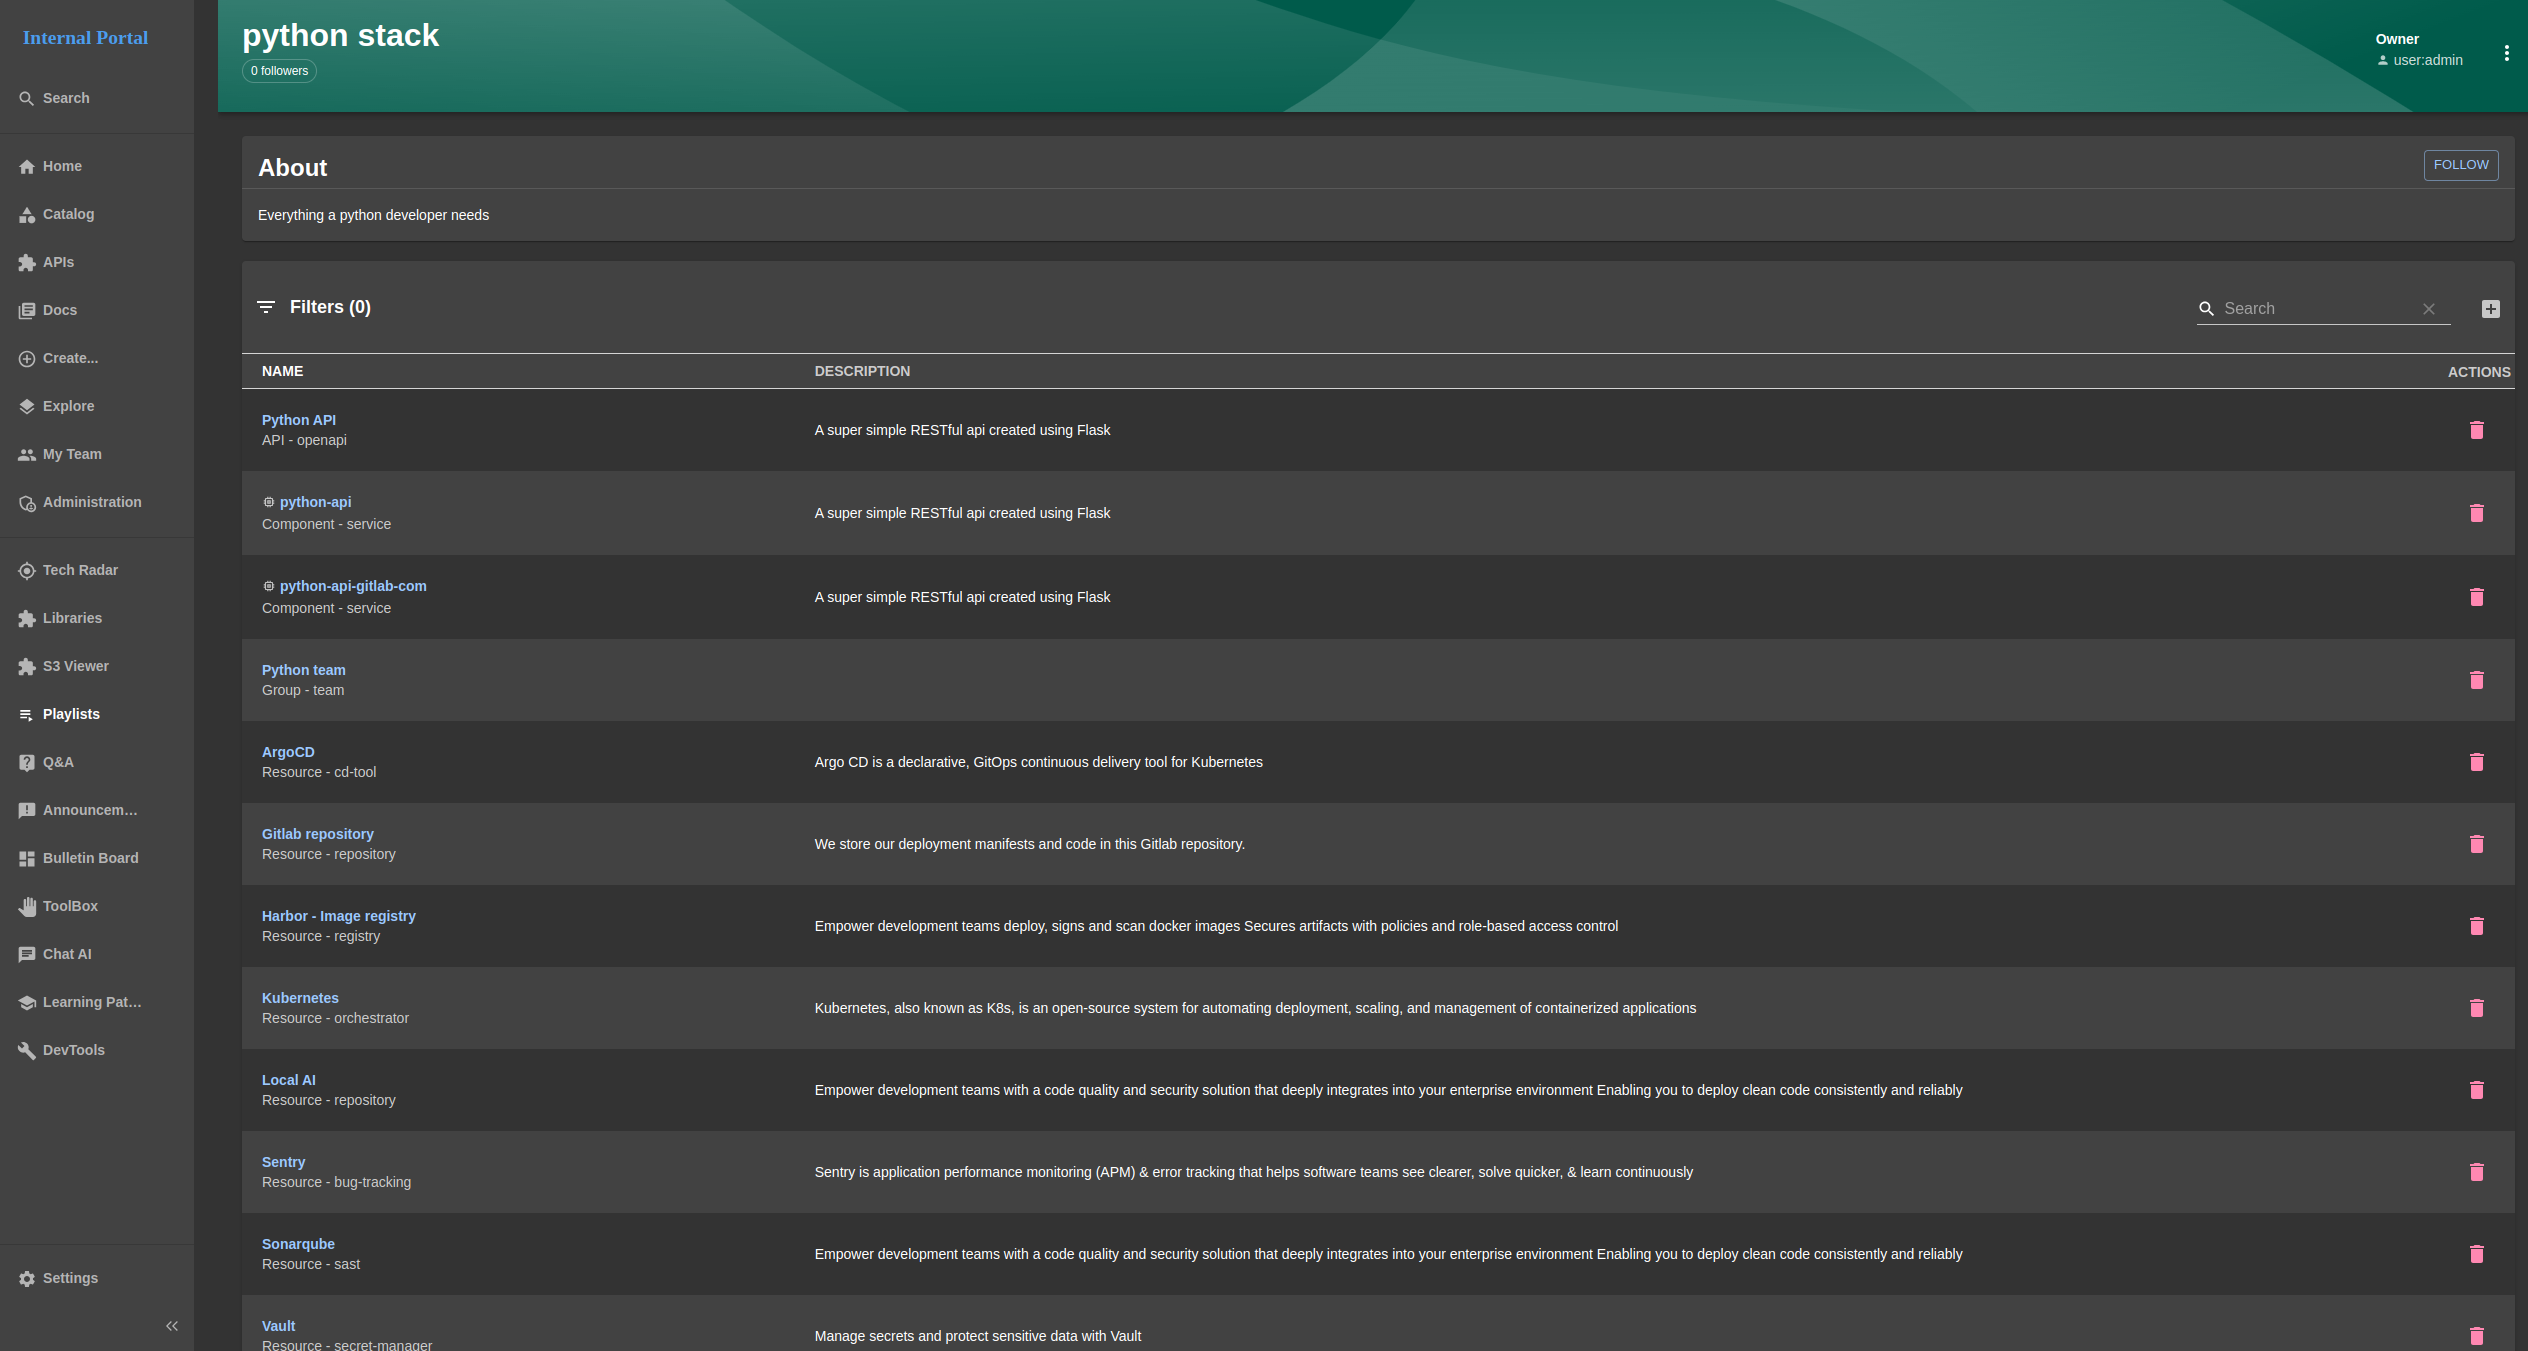 Internal Portal
Search
Home
Catalog
APIs
Docs
Create...
Explore
My Team
Administration
Tech Radar
Libraries
S3 Viewer
Playlists
Q&A
Announcem…
Bulletin Board
ToolBox
Chat AI
Learning Pat…
DevTools
Settings
python stack
0 followers
Owner
user:admin
About
FOLLOW
Everything a python developer needs
Filters (0)
Search
NAME DESCRIPTION ACTIONS
Python API
API - openapi
A super simple RESTful api created using Flask
python-api
Component - service
A super simple RESTful api created using Flask
python-api-gitlab-com
Component - service
A super simple RESTful api created using Flask
Python team
Group - team
ArgoCD
Resource - cd-tool
Argo CD is a declarative, GitOps continuous delivery tool for Kubernetes
Gitlab repository
Resource - repository
We store our deployment manifests and code in this Gitlab repository.
Harbor - Image registry
Resource - registry
Empower development teams deploy, signs and scan docker images Secures artifacts with policies and role-based access control
Kubernetes
Resource - orchestrator
Kubernetes, also known as K8s, is an open-source system for automating deployment, scaling, and management of containerized applications
Local AI
Resource - repository
Empower development teams with a code quality and security solution that deeply integrates into your enterprise environment Enabling you to deploy clean code consistently and reliably
Sentry
Resource - bug-tracking
Sentry is application performance monitoring (APM) & error tracking that helps software teams see clearer, solve quicker, & learn continuously
Sonarqube
Resource - sast
Empower development teams with a code quality and security solution that deeply integrates into your enterprise environment Enabling you to deploy clean code consistently and reliably
Vault
Resource - secret-manager
Manage secrets and protect sensitive data with Vault